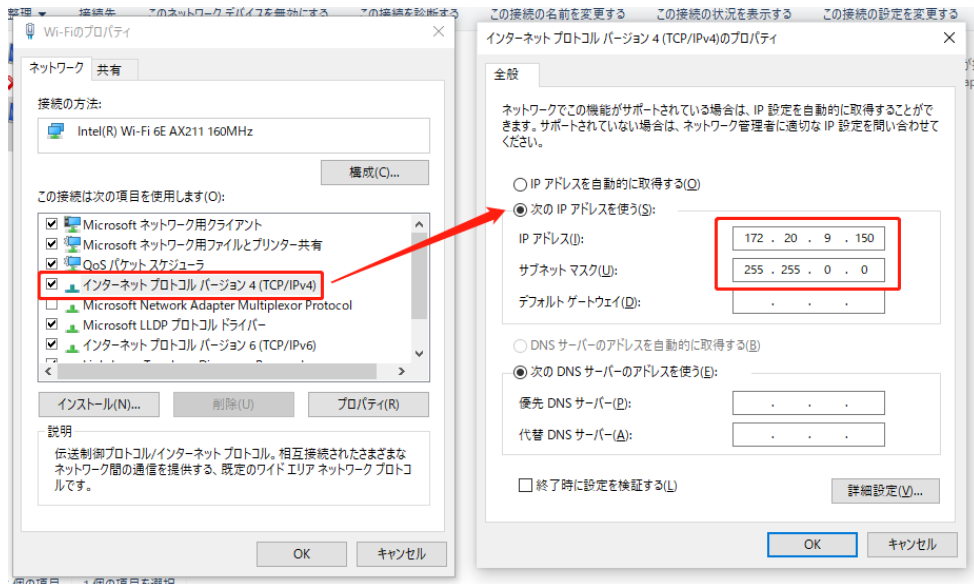 整理 ▼ 接続先 このネットワーク デバイスを無効にする この接続を診断する この接続の名前を変更する この接続の状況を表示する この接続の設定を変更する
Wi-Fiのプロパティ
ネットワーク 共有
接続の方法:
Intel(R) Wi-Fi 6E AX211 160MHz
構成(C)...
この接続は次の項目を使用します(O):
Microsoft ネットワーク用クライアント
Microsoft ネットワーク用ファイルとプリンター共有
QoS パケット スケジューラ
インターネット プロトコル バージョン 4 (TCP/IPv4)
Microsoft Network Adapter Multiplexor Protocol
Microsoft LLDP プロトコル ドライバー
インターネット プロトコル バージョン 6 (TCP/IPv6)
インストール(N)... 削除(U) プロパティ(R)
説明
伝送制御プロトコル/インターネット プロトコル。相互接続されたさまざまな
ネットワーク間の通信を提供する、既定のワイド エリア ネットワーク プロトコ
ルです。
OK キャンセル
個の項目 1 個の項目を選択
インターネット プロトコル バージョン 4 (TCP/IPv4)のプロパティ
全般
ネットワークでこの機能がサポートされている場合は、IP 設定を自動的に取得することがで
きます。サポートされていない場合は、ネットワーク管理者に適切な IP 設定を問い合わせて
ください。
IP アドレスを自動的に取得する(O)
次の IP アドレスを使う(S):
IP アドレス(I): 172 . 20 . 9 . 150
サブネット マスク(U): 255 . 255 . 0 . 0
デフォルト ゲートウェイ(D): . . .
DNS サーバーのアドレスを自動的に取得する(B)
次の DNS サーバーのアドレスを使う(E):
優先 DNS サーバー(P): . . .
代替 DNS サーバー(A): . . .
終了時に設定を検証する(L)
詳細設定(V)...
OK キャンセル